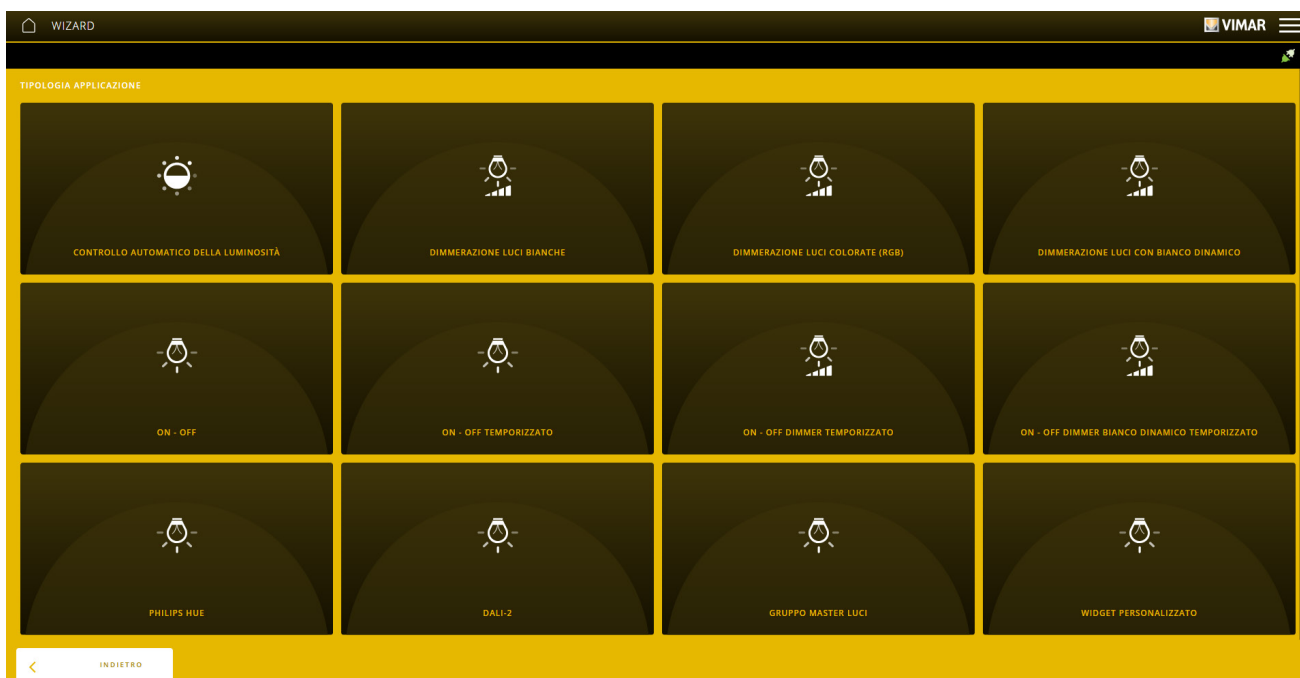 WIZARD
VIMAR
TIPOLOGIA APPLICAZIONE
CONTROLLO AUTOMATICO DELLA LUMINOSITÀ
DIMMERAZIONE LUCI BIANCHE
DIMMERAZIONE LUCI COLORATE (RGB)
DIMMERAZIONE LUCI CON BIANCO DINAMICO
ON - OFF
ON - OFF TEMPORIZZATO
ON - OFF DIMMER TEMPORIZZATO
ON - OFF DIMMER BIANCO DINAMICO TEMPORIZZATO
PHILIPS HUE
DALI-2
GRUPPO MASTER LUCI
WIDGET PERSONALIZZATO
INDIETRO